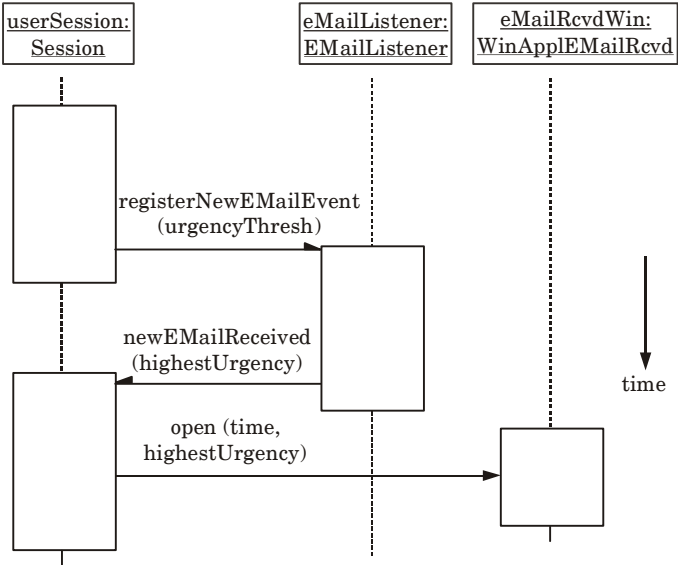 userSession:
Session
eMailListener:
EMailListener
eMailRcvdWin:
WinApplEMailRcvd
registerNewEMailEvent
(urgencyThresh)
newEMailReceived
(highestUrgency)
time
open (time,
highestUrgency)